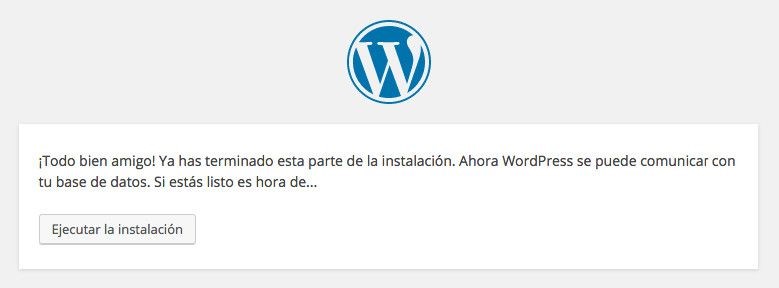 ¡Todo bien amigo! Ya has terminado esta parte de la instalación. Ahora WordPress se puede comunicar con
tu base de datos. Si estás listo es hora de...
Ejecutar la instalación